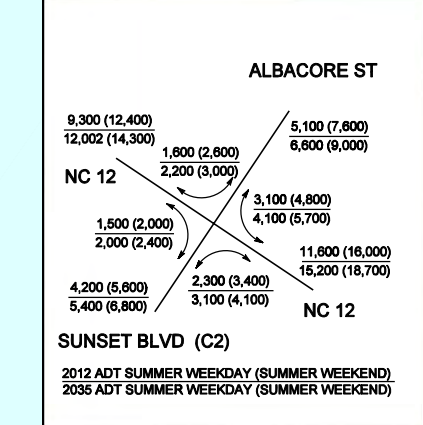 ALBACORE ST
9,300 (12,400)
12,002 (14,300)
5,100 (7,600)
6,600 (9,000)
1,600 (2,600)
2,200 (3,000)
NC 12
3,100 (4,800)
4,100 (5,700)
1,500 (2,000)
2,000 (2,400)
11,600 (16,000)
15,200 (18,700)
2,300 (3,400)
3,100 (4,100)
4,200 (5,600)
5,400 (6,800)
NC 12
SUNSET BLVD (C2)
2012 ADT SUMMER WEEKDAY (SUMMER WEEKEND)
2035 ADT SUMMER WEEKDAY (SUMMER WEEKEND)